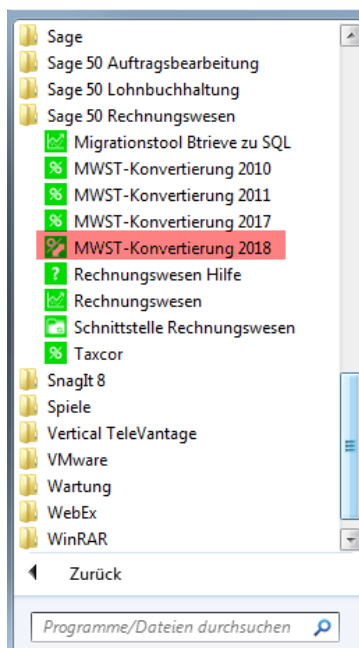 Sage
Sage 50 Auftragsbearbeitung
Sage 50 Lohnbuchhaltung
Sage 50 Rechnungswesen
Migrationstool Btrieve zu SQL
% MWST-Konvertierung 2010
% MWST-Konvertierung 2011
% MWST-Konvertierung 2017
MWST-Konvertierung 2018
? Rechnungswesen Hilfe
Rechnungswesen
Schnittstelle Rechnungswesen
% Taxcor
SnagIt 8
Spiele
Vertical TeleVantage
VMware
Wartung
WebEx
WinRAR
Zurück
Programme/Dateien durchsuchen